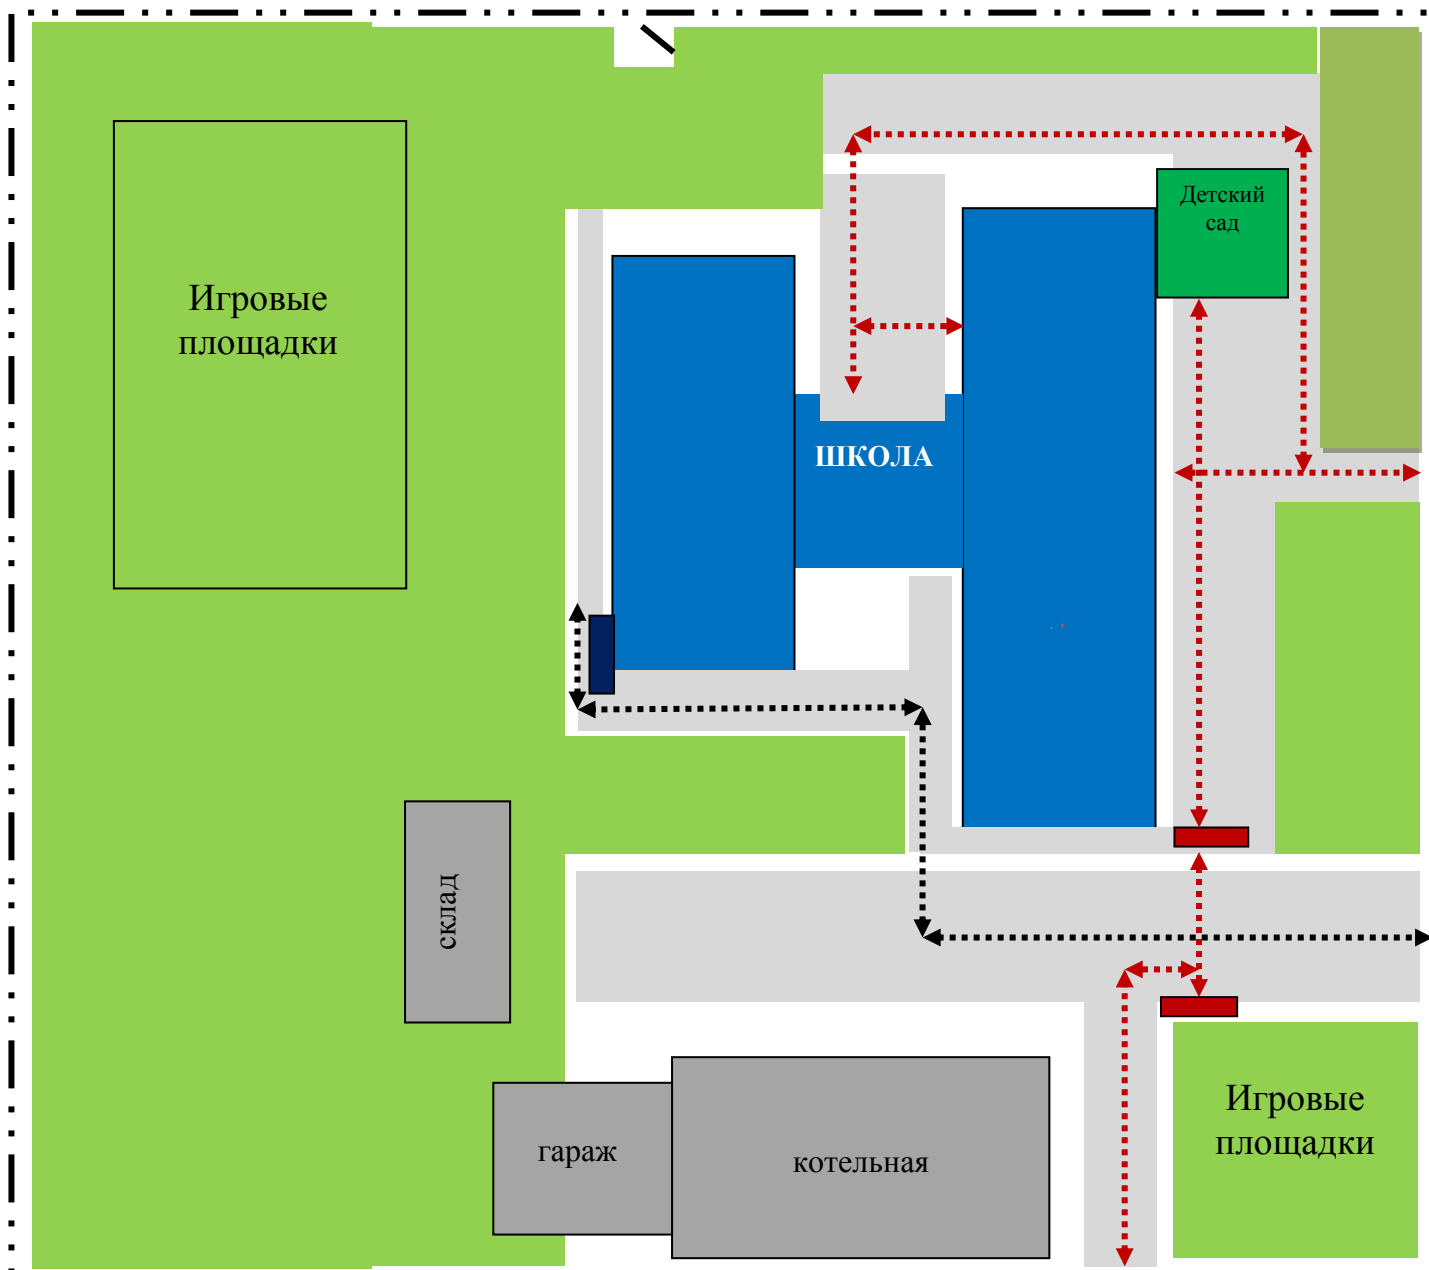 Детский
сад
Игровые
площадки
ШКОЛА
склад
гараж
котельная
Игровые
площадки